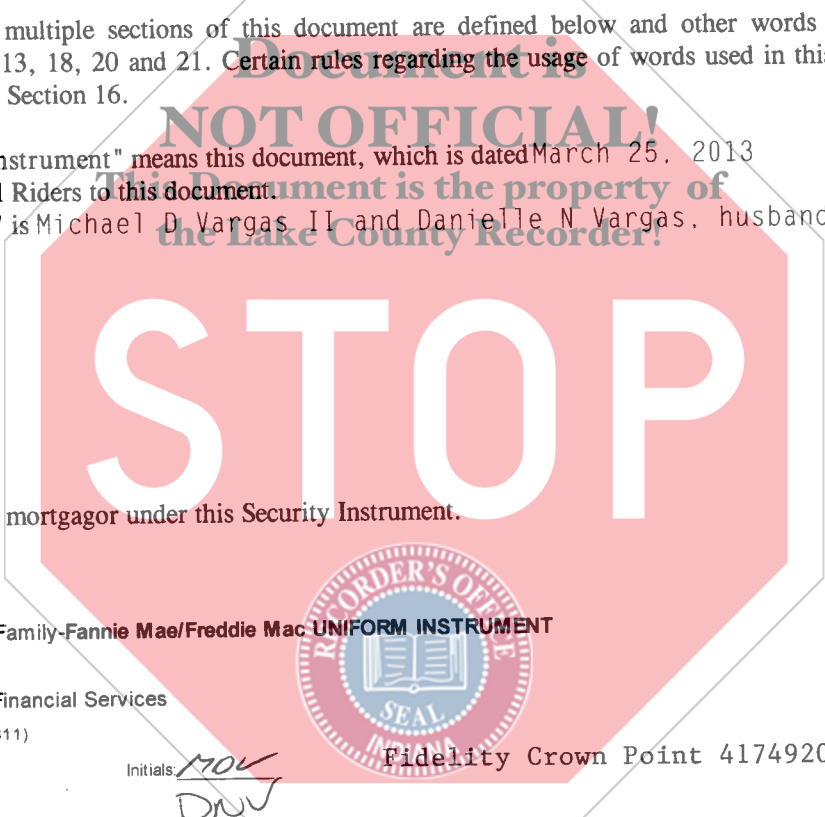 multiple sections of this document are defined below and other words
13, 18, 20 and 21. Certain rules regarding the usage of words used in this
Section 16.
Document is
NOT OFFICIAL!
This Document is the property of
the Lake County Recorder!
nstrument" means this document, which is dated March 25, 2013
Riders to this document.
is Michael D Vargas II and Danielle N Vargas, husband
STOP
mortgagor under this Security Instrument.
RECORDER'S OFFICE
SEAL
INDIANA
Family-Fannie Mae/Freddie Mac UNIFORM INSTRUMENT
Financial Services
11)
Initials: MDV
DNV
Fidelity Crown Point 4174920